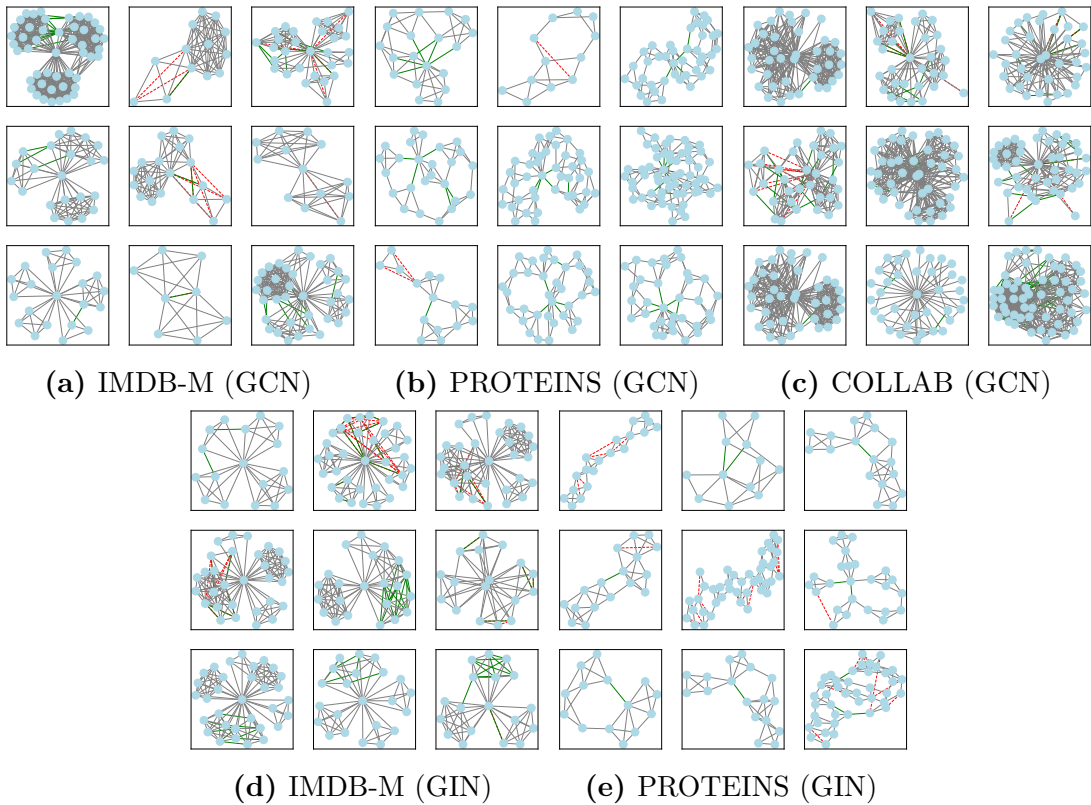 (a) IMDB-M (GCN)
(b) PROTEINS (GCN)
(c) COLLAB (GCN)
(d) IMDB-M (GIN)
(e) PROTEINS (GIN)